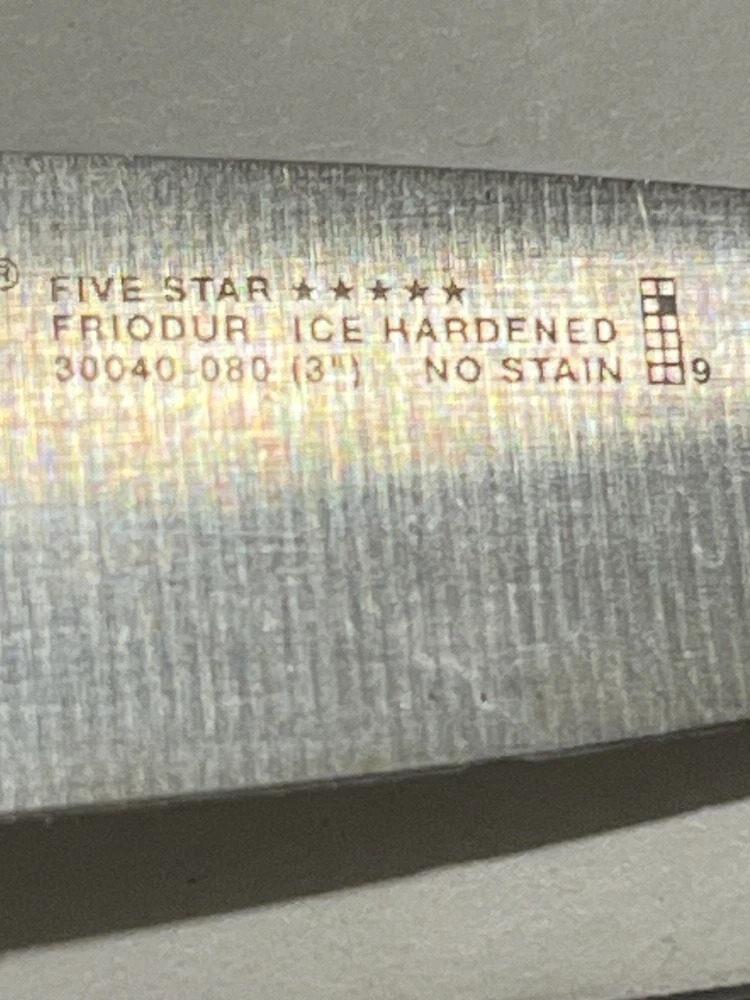 ® FIVE STAR ★★★★★
FRIODUR ICE HARDENED
30040-080 (3") NO STAIN 9